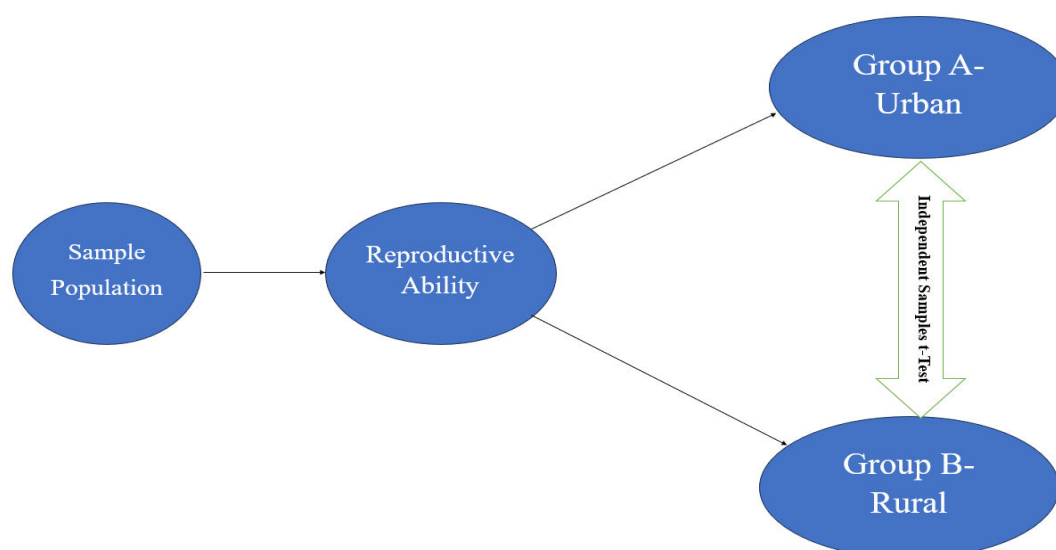 Group A-
Urban
Sample
Population
Reproductive
Ability
Independent Samples t-Test
Group B-
Rural